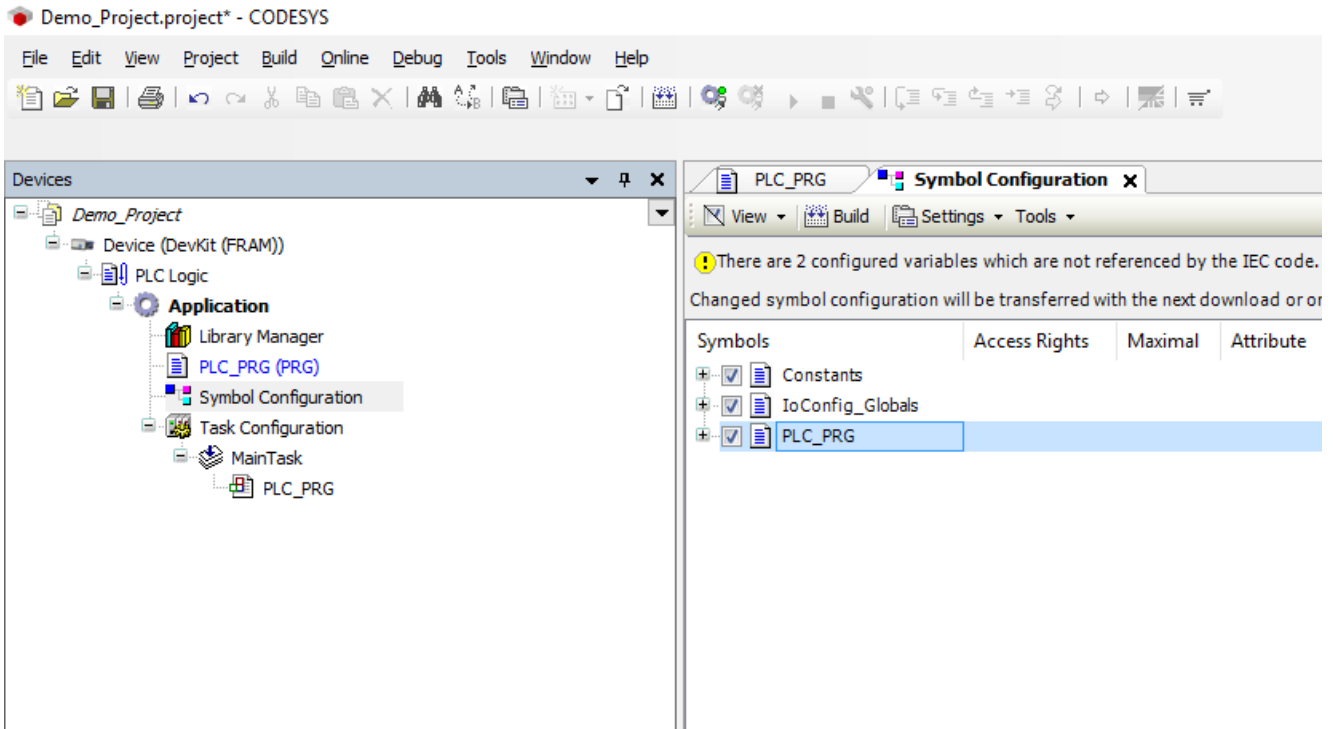 Demo_Project.project* - CODESYS
File Edit View Project Build Online Debug Tools Window Help
Devices
Demo_Project
Device (DevKit (FRAM))
PLC Logic
Application
Library Manager
PLC_PRG (PRG)
Symbol Configuration
Task Configuration
MainTask
PLC_PRG
PLC_PRG Symbol Configuration
View Build Settings Tools
There are 2 configured variables which are not referenced by the IEC code.
Changed symbol configuration will be transferred with the next download or or
Symbols Access Rights Maximal Attribute
Constants
IoConfig_Globals
PLC_PRG